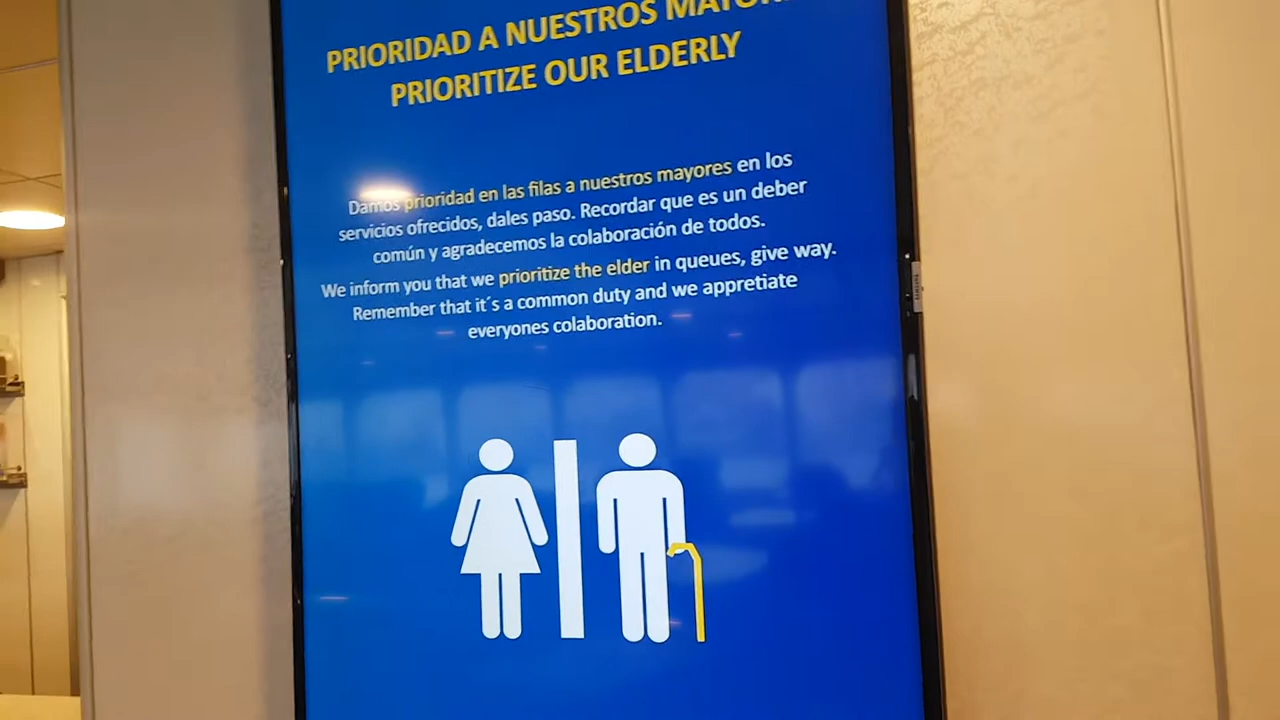 PRIORIDAD A NUESTROS
PRIORITIZE OUR ELDERLY
Damos prioridad en las filas a nuestros mayores en los
servicios ofrecidos, dales paso. Recordar que es un deber
común y agradecemos la colaboración de todos.
We inform you that we prioritize the elder in queues, give way.
Remember that it´s a common duty and we appretiate
everyones colaboration.